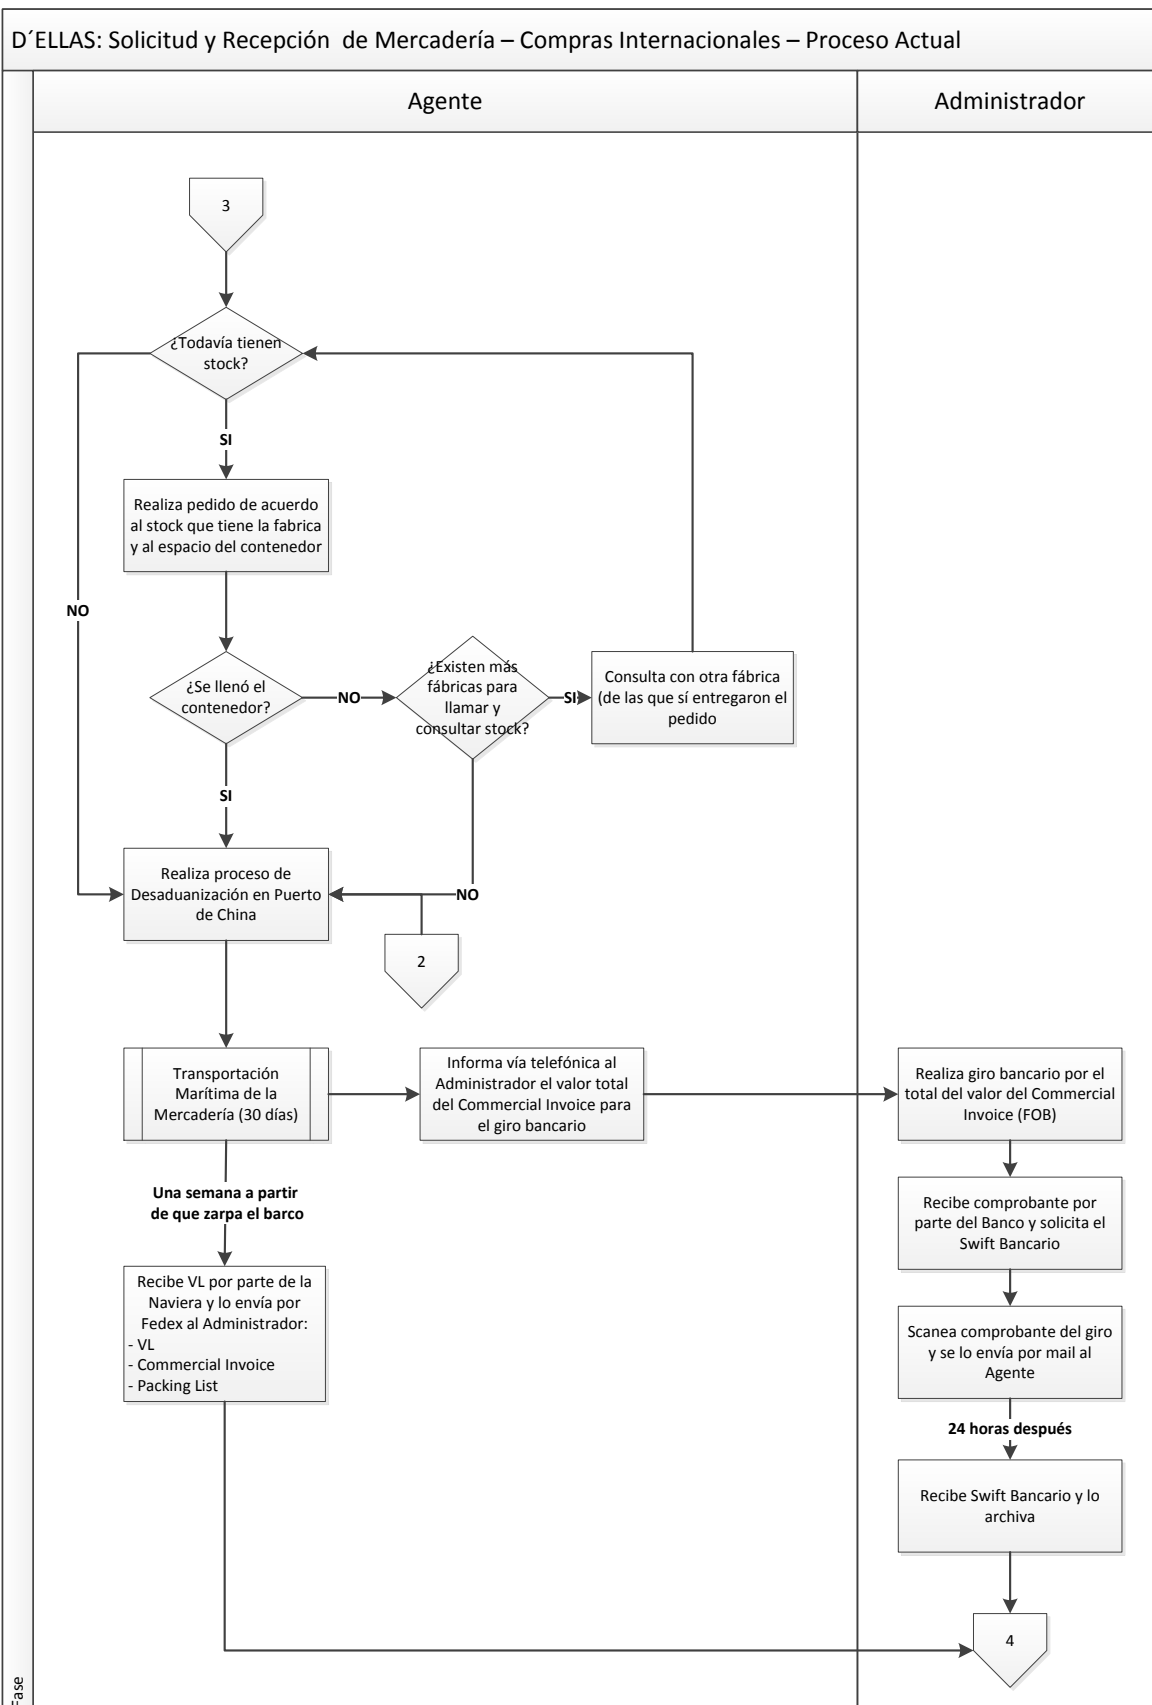 D´ELLAS: Solicitud y Recepción  de Mercadería – Compras Internacionales – Proceso Actual
Agente
Administrador
3
¿Todavía tienen
stock?
SI
Realiza pedido de acuerdo
al stock que tiene la fabrica
y al espacio del contenedor
NO
¿Se llenó el
contenedor?
NO
¿Existen más
fábricas para
llamar y
consultar stock?
SI
Consulta con otra fábrica
(de las que sí entregaron el
pedido
SI
Realiza proceso de
Desaduanización en Puerto
de China
NO
2
Transportación
Marítima de la
Mercadería (30 días)
Informa vía telefónica al
Administrador el valor total
del Commercial Invoice para
el giro bancario
Realiza giro bancario por el
total del valor del Commercial
Invoice (FOB)
Una semana a partir
de que zarpa el barco
Recibe comprobante por
parte del Banco y solicita el
Swift Bancario
Recibe VL por parte de la
Naviera y lo envía por
Fedex al Administrador:
- VL
- Commercial Invoice
- Packing List
Scanea comprobante del giro
y se lo envía por mail al
Agente
24 horas después
Recibe Swift Bancario y lo
archiva
4
Fase